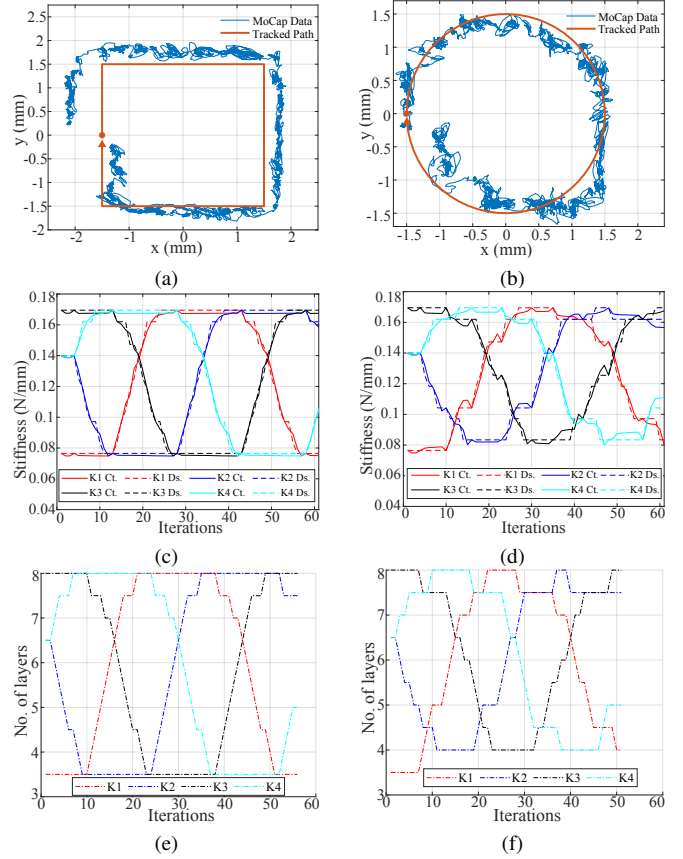 MoCap Data
Tracked Path
2.5
2
1.5
1
0.5
0
-0.5
-1
-1.5
-2
y (mm)
-2 -1 0 1 2
x (mm)
(a)
MoCap Data
Tracked Path
1.5
1
0.5
0
-0.5
-1
-1.5
y (mm)
-1.5 -1 -0.5 0 0.5 1 1.5 2
x (mm)
(b)
0.18
0.16
0.14
0.12
0.1
0.08
0.06
0.04
Stiffness (N/mm)
K1 Ct. K1 Ds. K2 Ct. K2 Ds.
K3 Ct. K3 Ds. K4 Ct. K4 Ds.
0 10 20 30 40 50 60
Iterations
(c)
0.18
0.16
0.14
0.12
0.1
0.08
0.06
0.04
Stiffness (N/mm)
K1 Ct. K1 Ds. K2 Ct. K2 Ds.
K3 Ct. K3 Ds. K4 Ct. K4 Ds.
0 10 20 30 40 50 60
Iterations
(d)
8
7
6
5
4
3
No. of layers
K1 K2 K3 K4
0 10 20 30 40 50 60
Iterations
(e)
8
7
6
5
4
3
No. of layers
K1 K2 K3 K4
0 10 20 30 40 50 60
Iterations
(f)